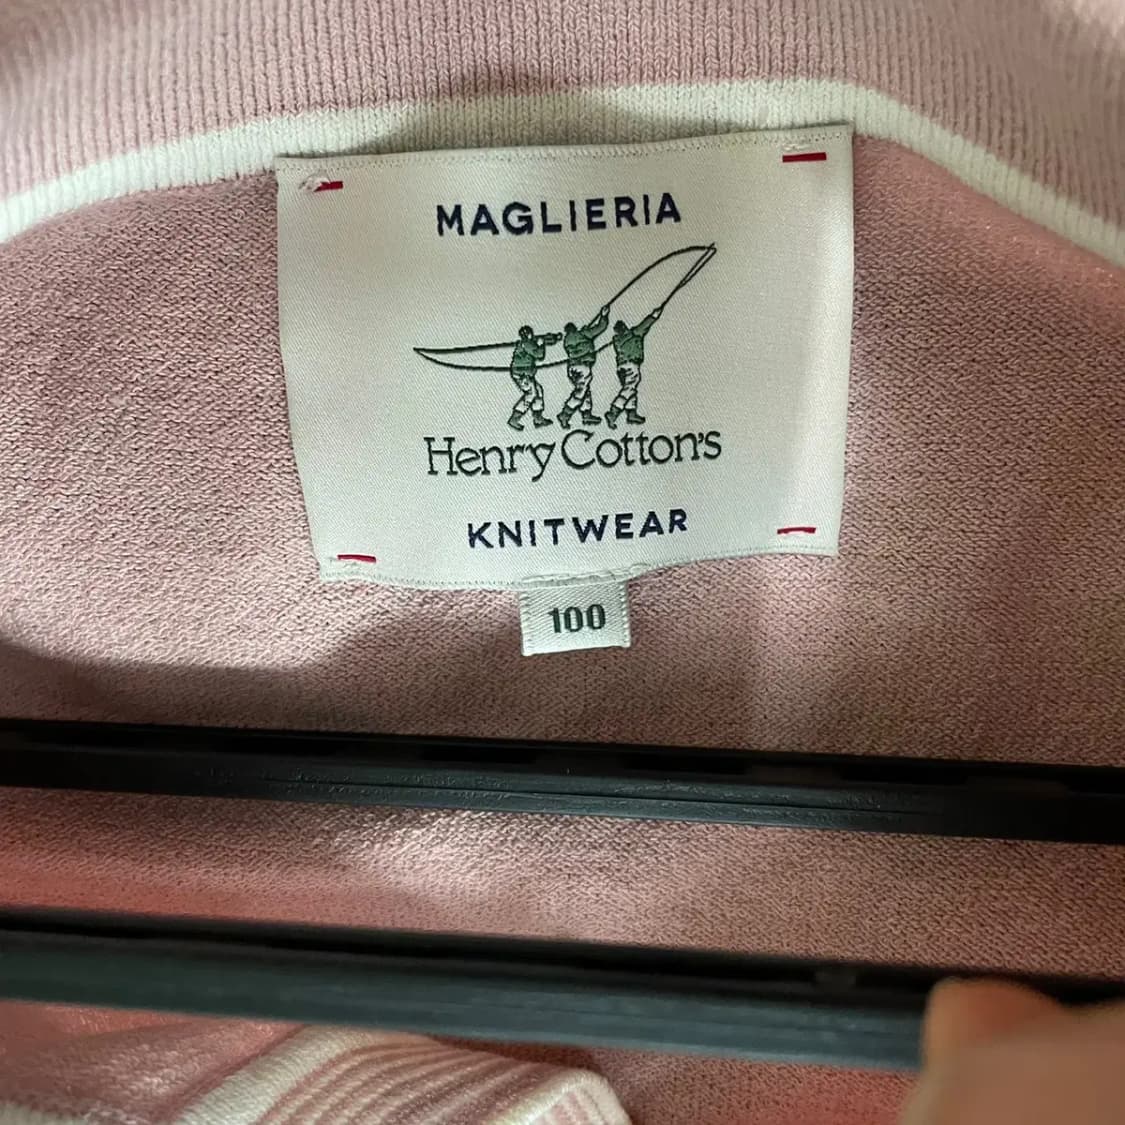 MAGLIERIA
Henry Cotton's
KNITWEAR
100